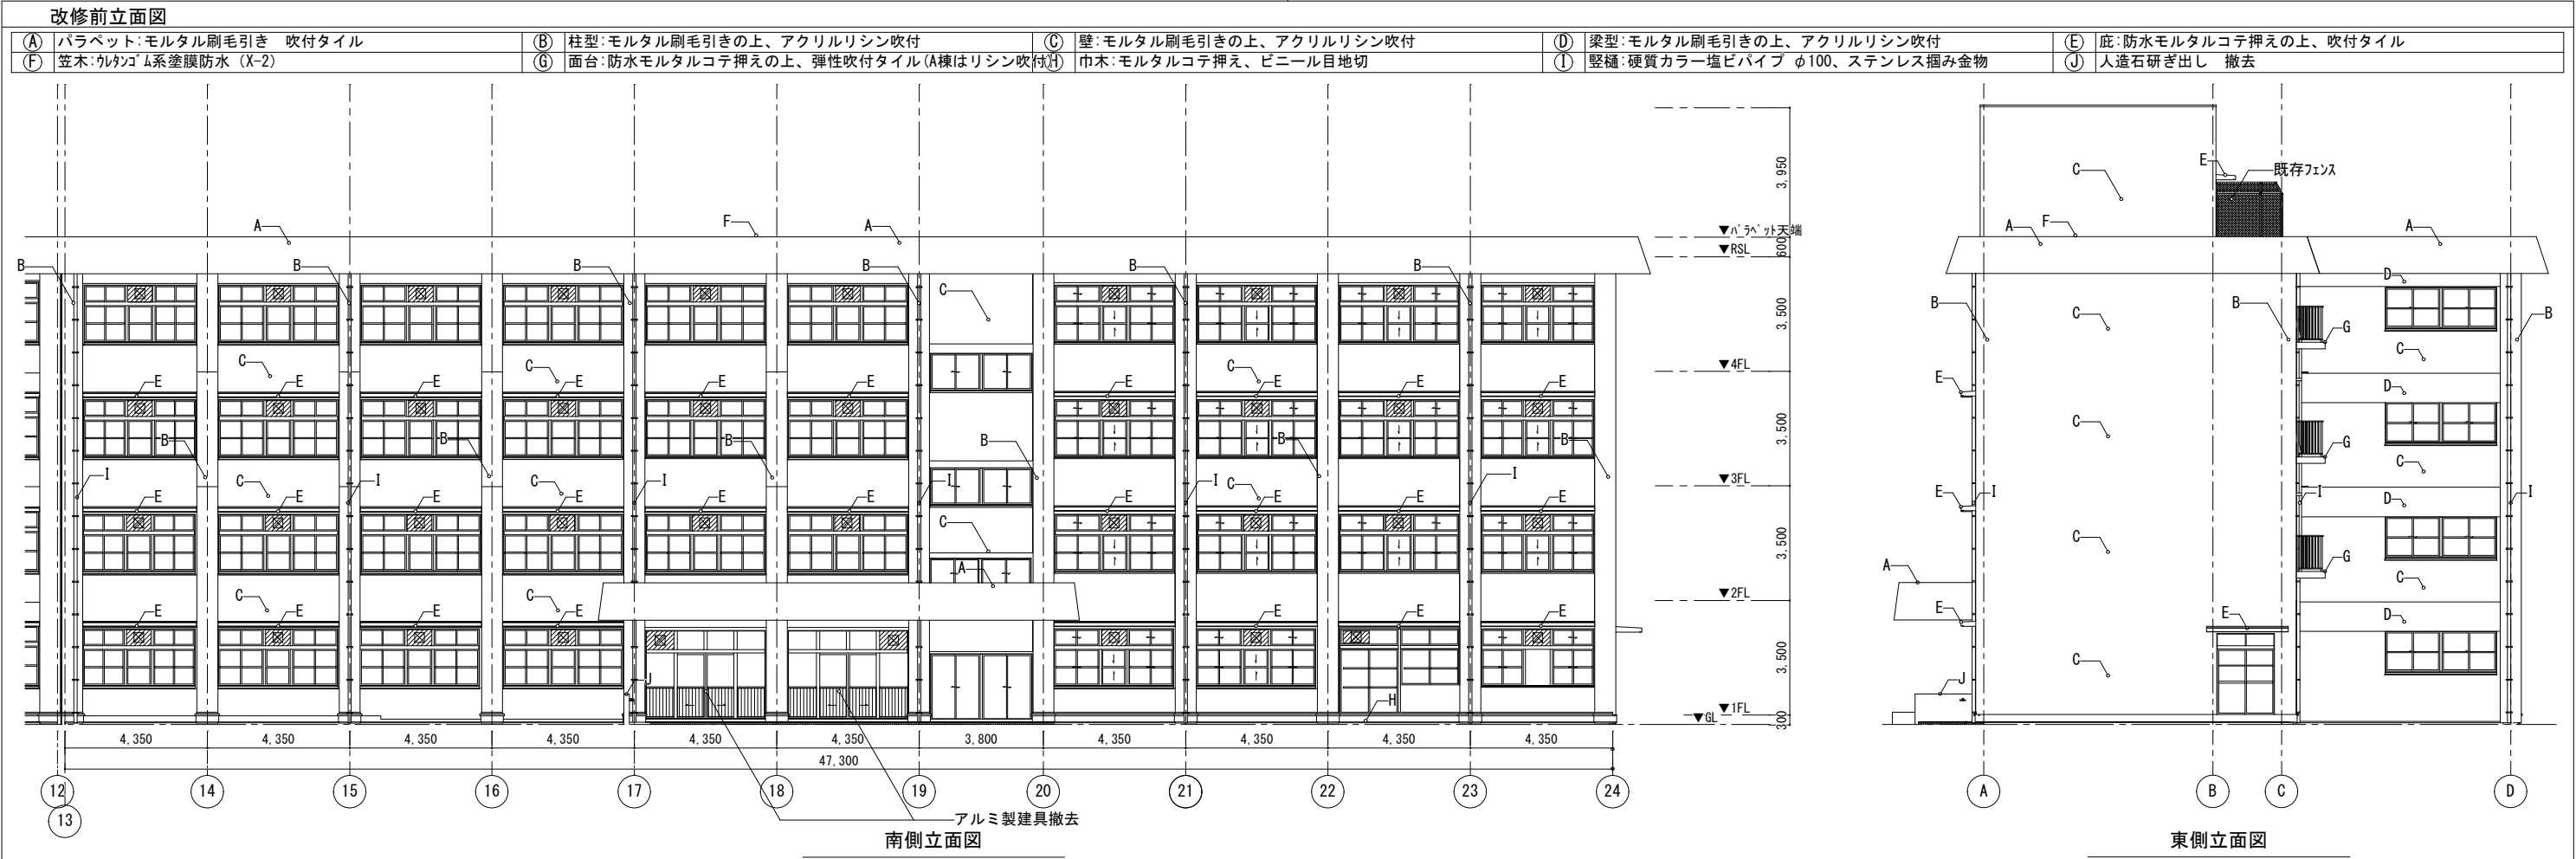 改修前立面図
A パラペット:モルタル刷毛引き 吹付タイル B 柱型:モルタル刷毛引きの上、アクリルリシン吹付 C 壁:モルタル刷毛引きの上、アクリルリシン吹付 D 梁型:モルタル刷毛引きの上、アクリルリシン吹付 E 庇:防水モルタルコテ押えの上、吹付タイル
F 笠木:ｳﾚﾀﾝｺﾞﾑ系塗膜防水 (X-2) G 面台:防水モルタルコテ押えの上、弾性吹付タイル(A棟はリシン吹付) H 巾木:モルタルコテ押え、ビニール目地切 I 竪樋:硬質カラー塩ビパイプ φ100、ステンレス掴み金物 J 人造石研ぎ出し 撤去
3,950
E
既存ﾌｪﾝｽ
C
A F A
▼ﾊﾟﾗﾍﾟｯﾄ天端
600
▼RSL
A F A
B B B B B B
C
D
B B B
3,500
C
G
C
▼4FL
C C C
E E E E E E E E E E
E
D
3,500
B B B B B B
C
G
C
I I I I I I
▼3FL
C C C
E E E E E E E E E E
E I I I
D
3,500
C
C
G
C
A
A
▼2FL
C C
E E E E E E E
E E
D
3,500
C
J
J
H
▼1FL
▼GL
300
4,350 4,350 4,350 4,350 4,350 4,350 3,800 4,350 4,350 4,350 4,350
47,300
12 14 15 16 17 18 19 20 21 22 23 24
13
A B C D
アルミ製建具撤去
南側立面図
東側立面図